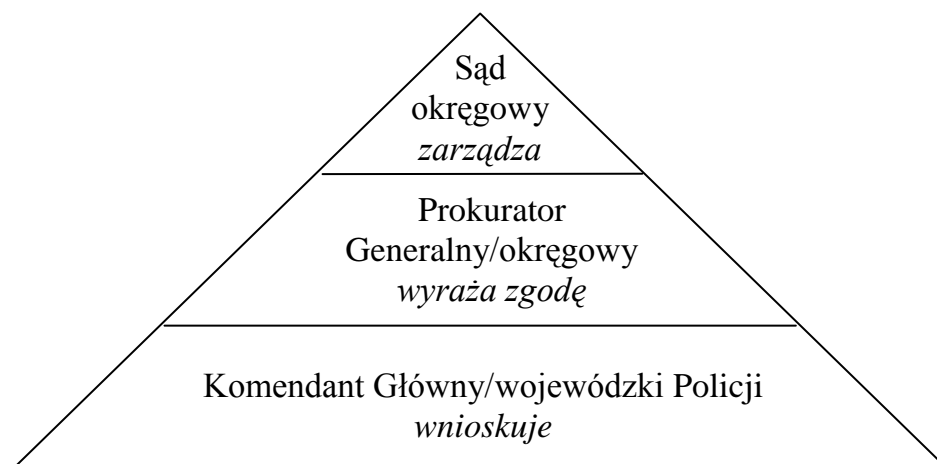 Sąd
okręgowy
zarządza
Prokurator
Generalny/okręgowy
wyraża zgodę
Komendant Główny/wojewódzki Policji
wnioskuje